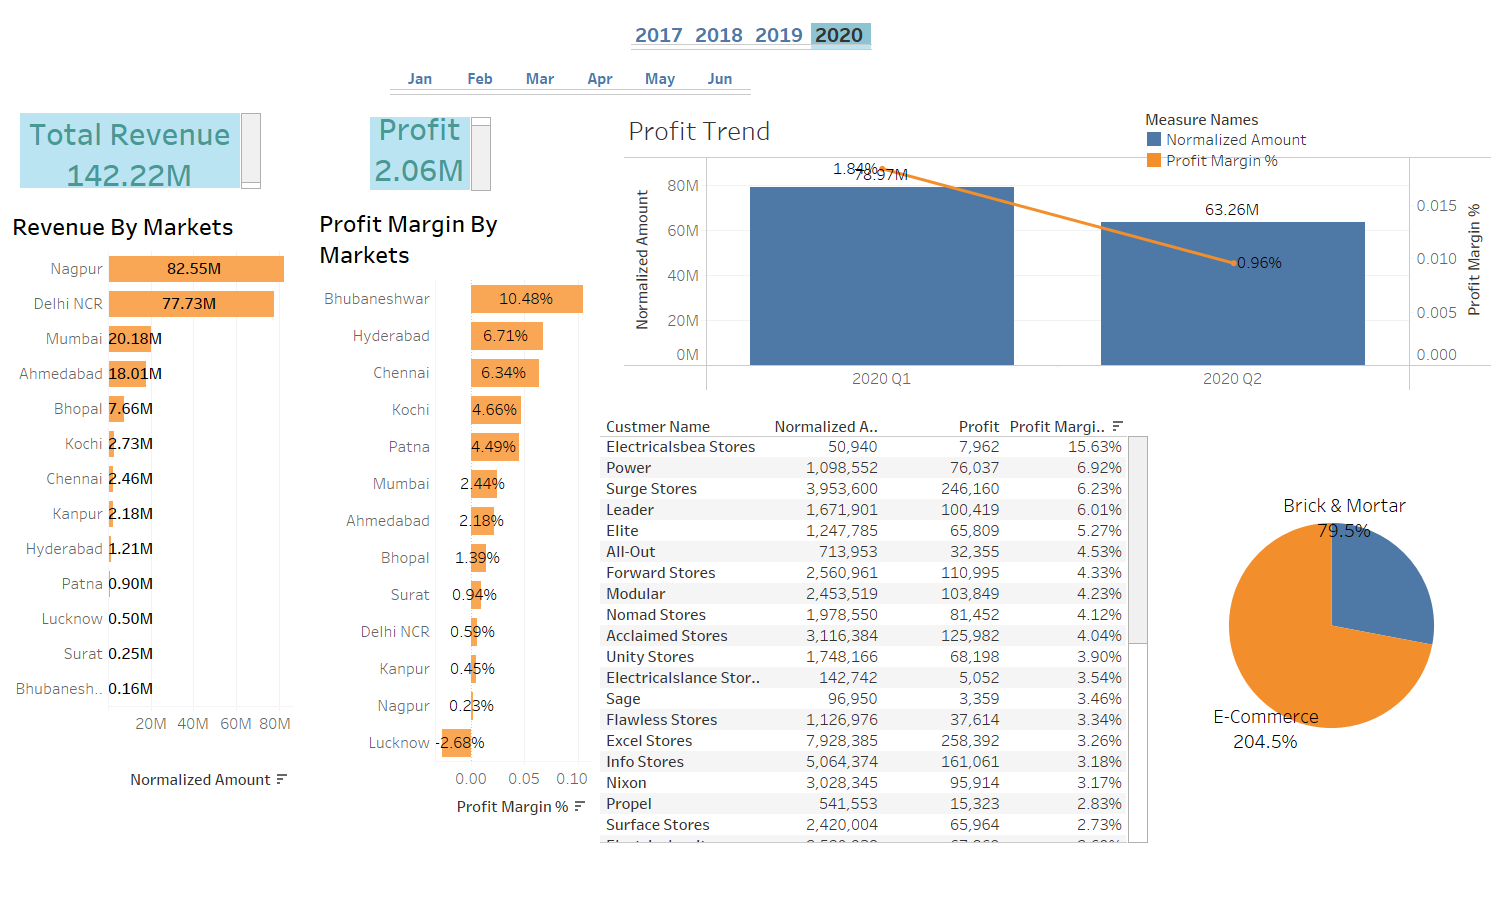 2017 2018 2019 2020
Jan Feb Mar Apr May Jun
Total Revenue
142.22M
Profit
2.06M
Revenue By Markets
Nagpur 82.55M
Delhi NCR 77.73M
Mumbai 20.18M
Ahmedabad 18.01M
Bhopal 7.66M
Kochi 2.73M
Chennai 2.46M
Kanpur 2.18M
Hyderabad 1.21M
Patna 0.90M
Lucknow 0.50M
Surat 0.25M
Bhubanesh.. 0.16M
20M 40M 60M 80M
Normalized Amount
Profit Margin By
Markets
Bhubaneshwar 10.48%
Hyderabad 6.71%
Chennai 6.34%
Kochi 4.66%
Patna 4.49%
Mumbai 2.44%
Ahmedabad 2.18%
Bhopal 1.39%
Surat 0.94%
Delhi NCR 0.59%
Kanpur 0.45%
Nagpur 0.23%
Lucknow -2.68%
0.00 0.05 0.10
Profit Margin %
Profit Trend
Measure Names
Normalized Amount
Profit Margin %
Normalized Amount
80M
60M
40M
20M
0M
1.84%
78.97M
63.26M
0.96%
0.015
0.010
0.005
0.000
Profit Margin %
2020 Q1 2020 Q2
Custmer Name Normalized A.. Profit Profit Margi..
Electricalsbea Stores 50,940 7,962 15.63%
Power 1,098,552 76,037 6.92%
Surge Stores 3,953,600 246,160 6.23%
Leader 1,671,901 100,419 6.01%
Elite 1,247,785 65,809 5.27%
All-Out 713,953 32,355 4.53%
Forward Stores 2,560,961 110,995 4.33%
Modular 2,453,519 103,849 4.23%
Nomad Stores 1,978,550 81,452 4.12%
Acclaimed Stores 3,116,384 125,982 4.04%
Unity Stores 1,748,166 68,198 3.90%
Electricalslance Stor.. 142,742 5,052 3.54%
Sage 96,950 3,359 3.46%
Flawless Stores 1,126,976 37,614 3.34%
Excel Stores 7,928,385 258,392 3.26%
Info Stores 5,064,374 161,061 3.18%
Nixon 3,028,345 95,914 3.17%
Propel 541,553 15,323 2.83%
Surface Stores 2,420,004 65,964 2.73%
Brick & Mortar
79.5%
E-Commerce
204.5%